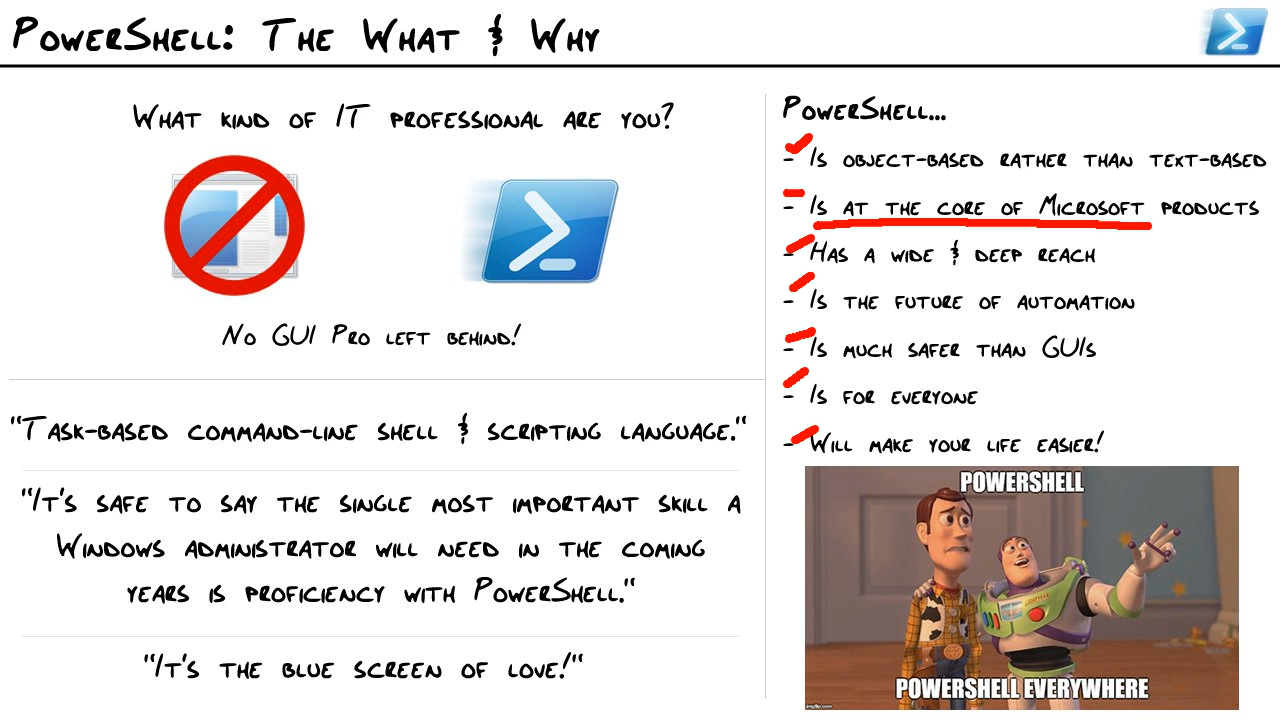 PowerShell: The What & Why
What kind of IT professional are you?
No GUI Pro left behind!
"Task-based command-line shell & scripting language."
"It's safe to say the single most important skill a
Windows administrator will need in the coming
years is proficiency with PowerShell."
"It's the blue screen of love!"
PowerShell...
- Is object-based rather than text-based
- Is at the core of Microsoft products
- Has a wide & deep reach
- Is the future of automation
- Is much safer than GUIs
- Is for everyone
- Will make your life easier!
POWERSHELL
LIGHTYEAR
POWERSHELL EVERYWHERE
imgflip.com